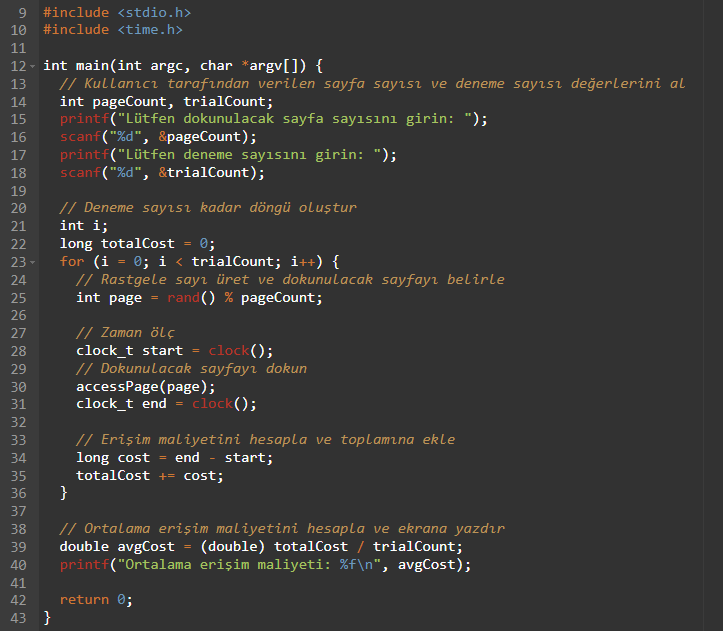 9 #include <stdio.h>
10 #include <time.h>
11
12 int main(int argc, char *argv[]) {
13 // Kullanıcı tarafından verilen sayfa sayısı ve deneme sayısı değerlerini al
14 int pageCount, trialCount;
15 printf("Lütfen dokunulacak sayfa sayısını girin: ");
16 scanf("%d", &pageCount);
17 printf("Lütfen deneme sayısını girin: ");
18 scanf("%d", &trialCount);
19
20 // Deneme sayısı kadar döngü oluştur
21 int i;
22 long totalCost = 0;
23 for (i = 0; i < trialCount; i++) {
24 // Rastgele sayı üret ve dokunulacak sayfayı belirle
25 int page = rand() % pageCount;
26
27 // Zaman ölç
28 clock_t start = clock();
29 // Dokunulacak sayfayı dokun
30 accessPage(page);
31 clock_t end = clock();
32
33 // Erişim maliyetini hesapla ve toplamına ekle
34 long cost = end - start;
35 totalCost += cost;
36 }
37
38 // Ortalama erişim maliyetini hesapla ve ekrana yazdır
39 double avgCost = (double) totalCost / trialCount;
40 printf("Ortalama erişim maliyeti: %f\n", avgCost);
41
42 return 0;
43 }